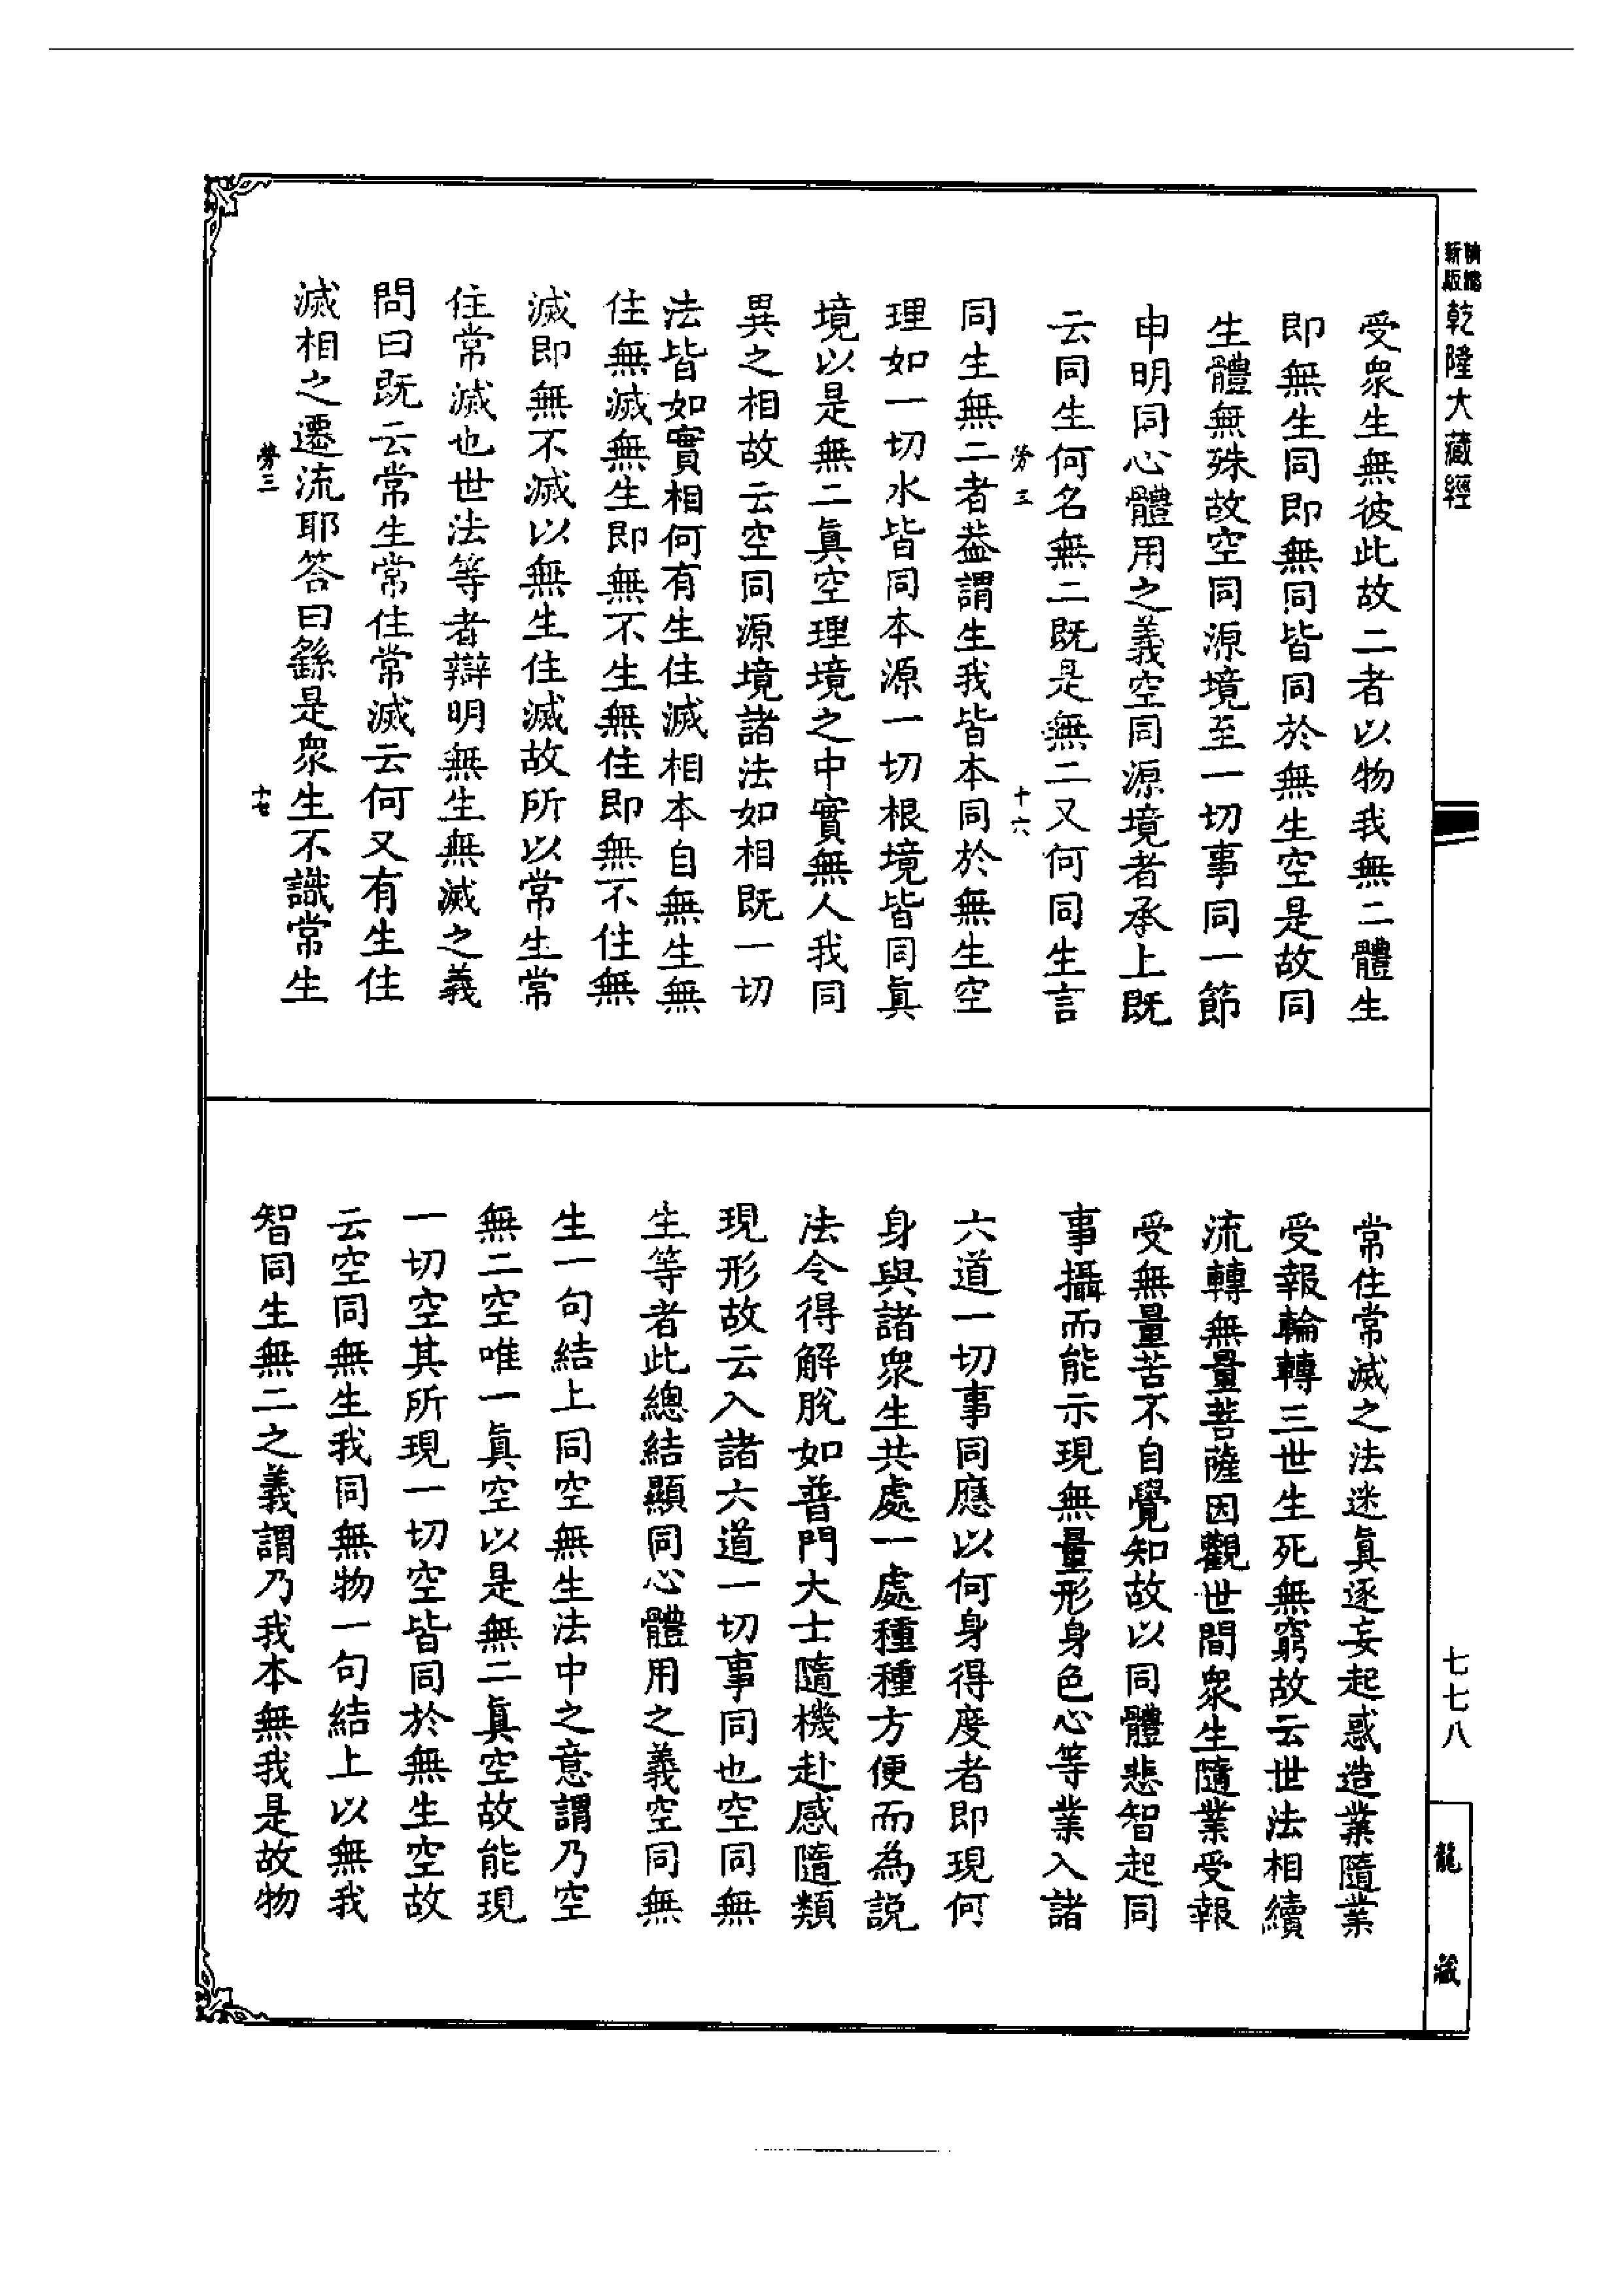 新版
精縮
乾隆大藏經
受衆生無彼此故二者以物我無二體生
即無生同即無同皆同於無生空是故同
生體無殊故空同源境至一切事同一節
申明同心體用之義空同源境者承上既
云同生何名無二既是無二又何同生言
勞三 十六
同生無二者葢謂生我皆本同於無生空
理如一切水皆同本源一切根境皆同眞
境以是無二眞空理境之中實無人我同
異之相故云空同源境諸法如相既一切
法皆如實相何有生住滅相本自無生無
住無滅無生即無不生無住即無不住無
滅即無不滅以無生住滅故所以常生常
住常滅也世法等者辯明無生無滅之義
問曰既云常生常住常滅云何又有生住
滅相之遷流耶答曰繇是衆生不識常生
勞三 十七
常住常滅之法迷眞逐妄起惑造業隨業
受報輪轉三世生死無窮故云世法相續
流轉無量菩薩因觀世間衆生隨業受報
受無量苦不自覺知故以同體悲智起同
事攝而能示現無量形身色心等業入諸
六道一切事同應以何身得度者即現何
身與諸衆生共處一處種種方便而為説
法令得解脫如普門大士隨機赴感隨類
現形故云入諸六道一切事同也空同無
生等者此總結顯同心體用之義空同無
生一句結上同空無生法中之意謂乃空
無二空唯一眞空以是無二眞空故能現
一切空其所現一切空皆同於無生空故
云空同無生我同無物一句結上以無我
智同生無二之義謂乃我本無我是故物
七七八
龍藏